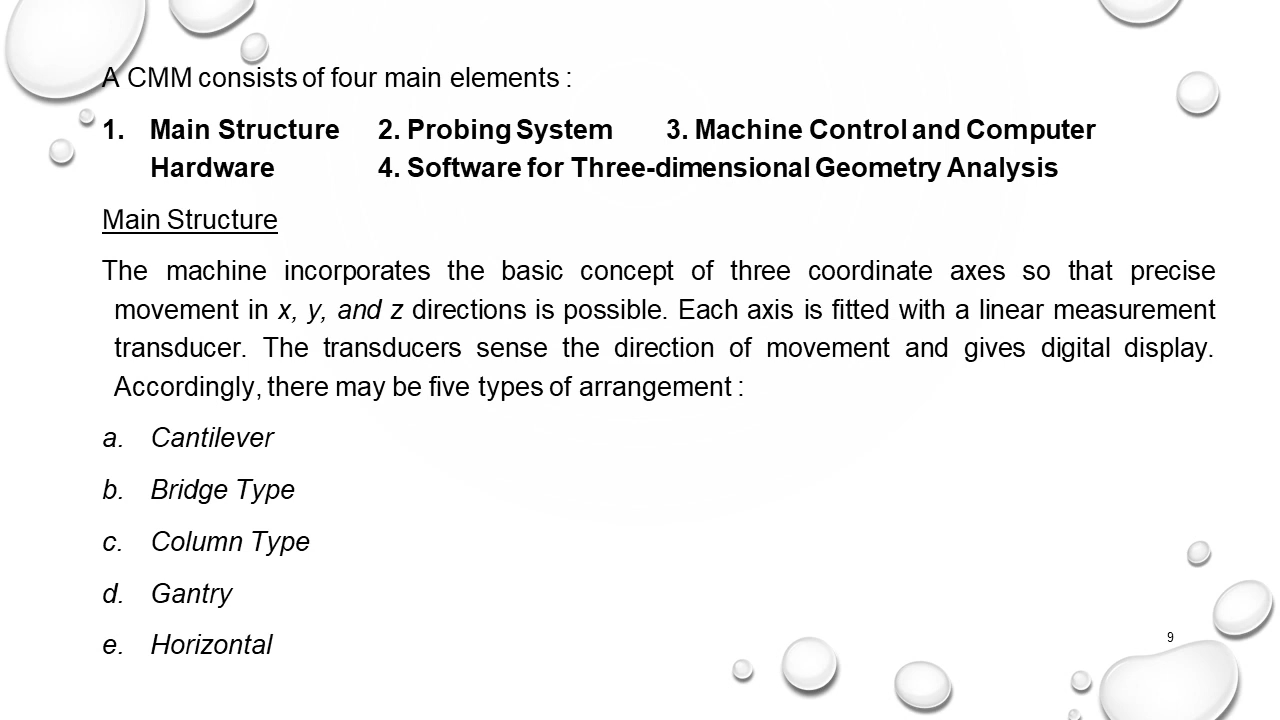 A CMM consists of four main elements :
1. Main Structure 2. Probing System 3. Machine Control and Computer
Hardware 4. Software for Three-dimensional Geometry Analysis
Main Structure
The machine incorporates the basic concept of three coordinate axes so that precise
movement in x, y, and z directions is possible. Each axis is fitted with a linear measurement
transducer. The transducers sense the direction of movement and gives digital display.
Accordingly, there may be five types of arrangement :
a. Cantilever
b. Bridge Type
c. Column Type
d. Gantry
e. Horizontal
9